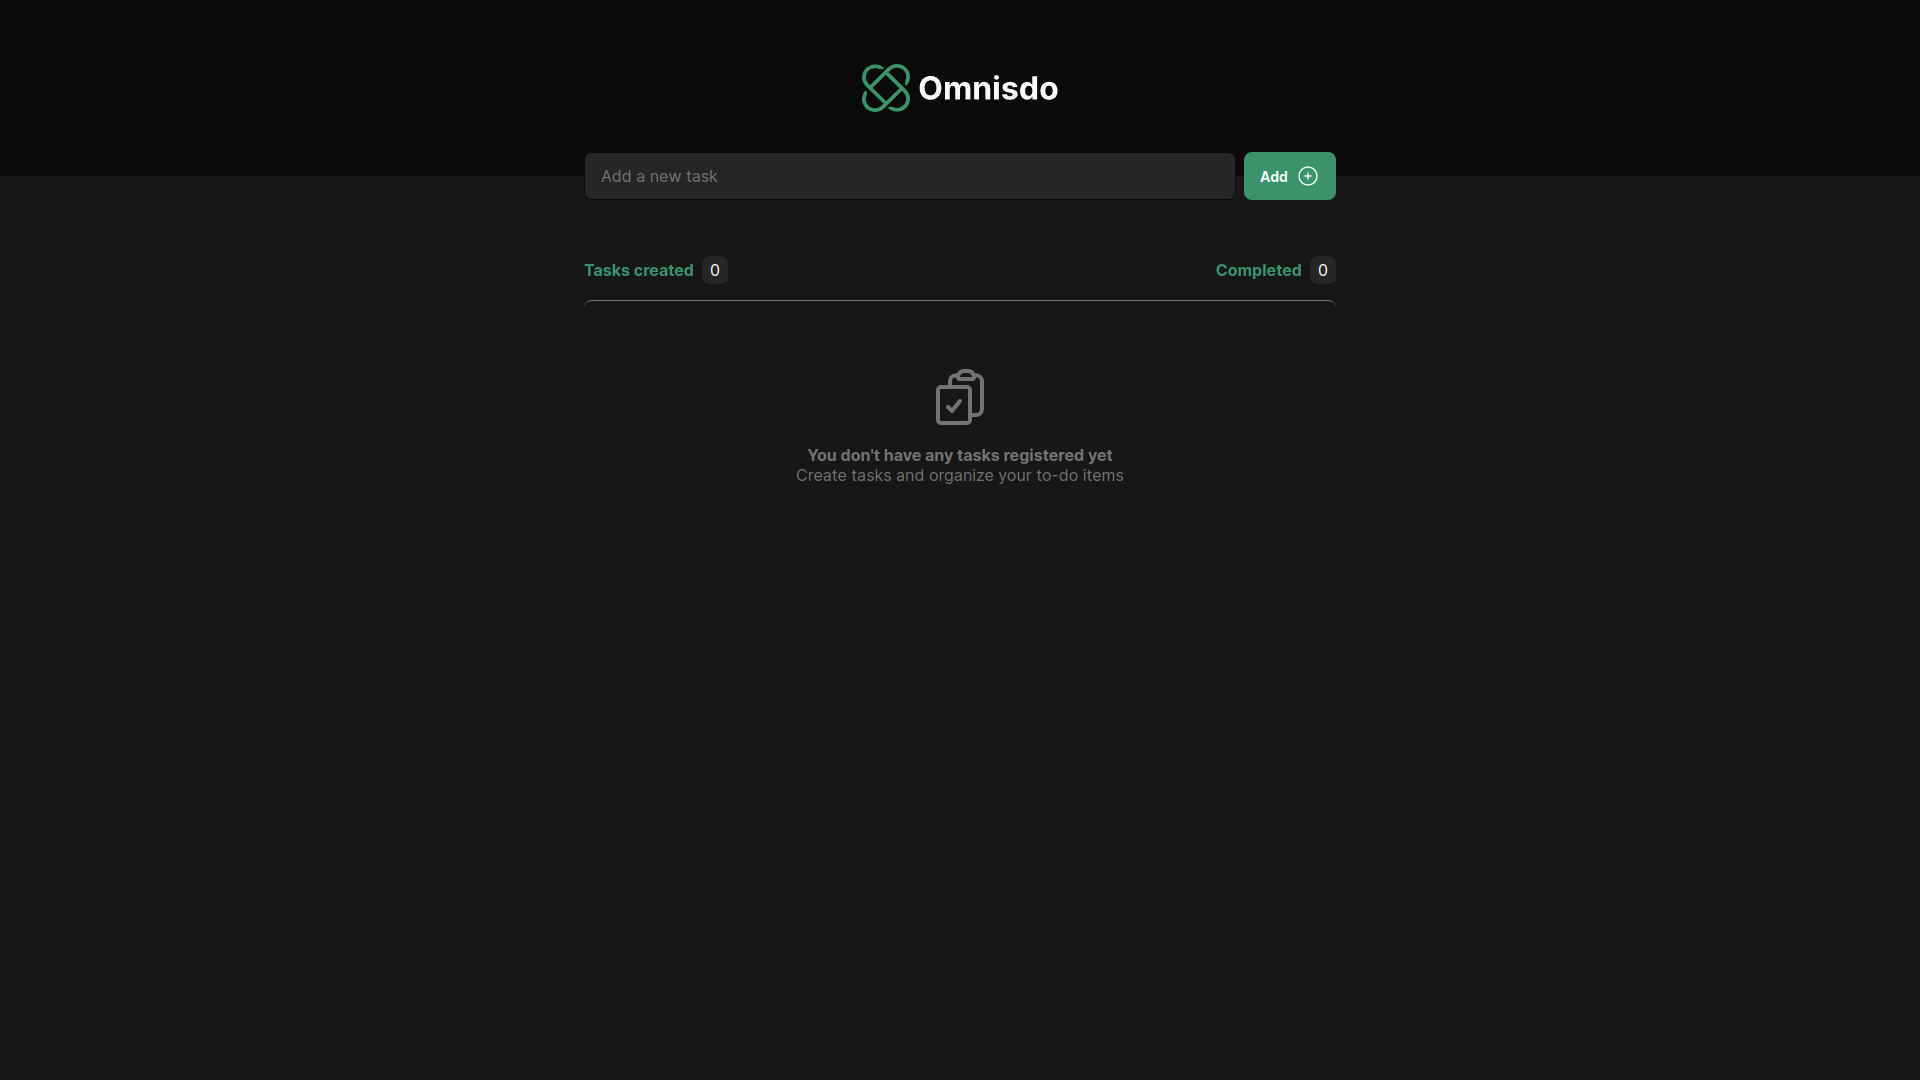 Omnisdo
Add a new task
Add
Tasks created 0
Completed 0
You don't have any tasks registered yet
Create tasks and organize your to-do items